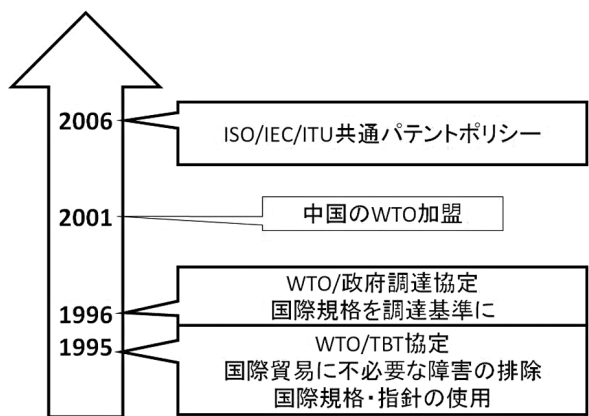 2006
ISO/IEC/ITU共通パテントポリシー
2001
中国のWTO加盟
1996
WTO/政府調達協定
国際規格を調達基準に
1995
WTO/TBT協定
国際貿易に不必要な障害の排除
国際規格・指針の使用